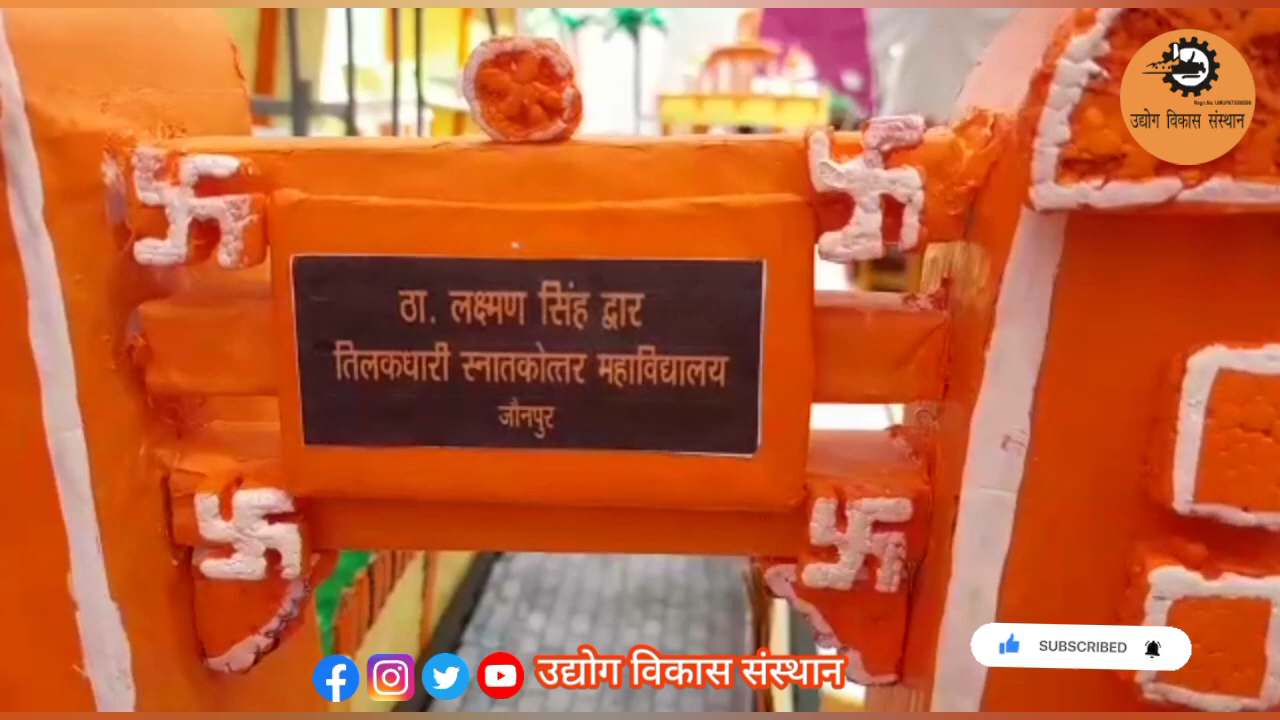 उद्योग विकास संस्थान
ठा. लक्ष्मण सिंह द्वार
तिलकधारी स्नातकोत्तर महाविद्यालय
जौनपुर
SUBSCRIBED
उद्योग विकास संस्थान